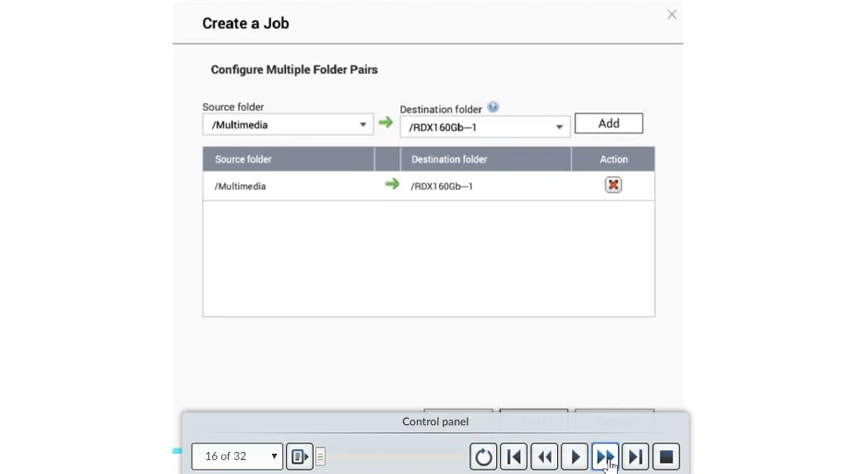 Create a Job
Configure Multiple Folder Pairs
Source folder
Destination folder
/Multimedia
/RDX160Gb---1
Add
Source folder
Destination folder
Action
/Multimedia
/RDX160Gb---1
Control panel
16 of 32